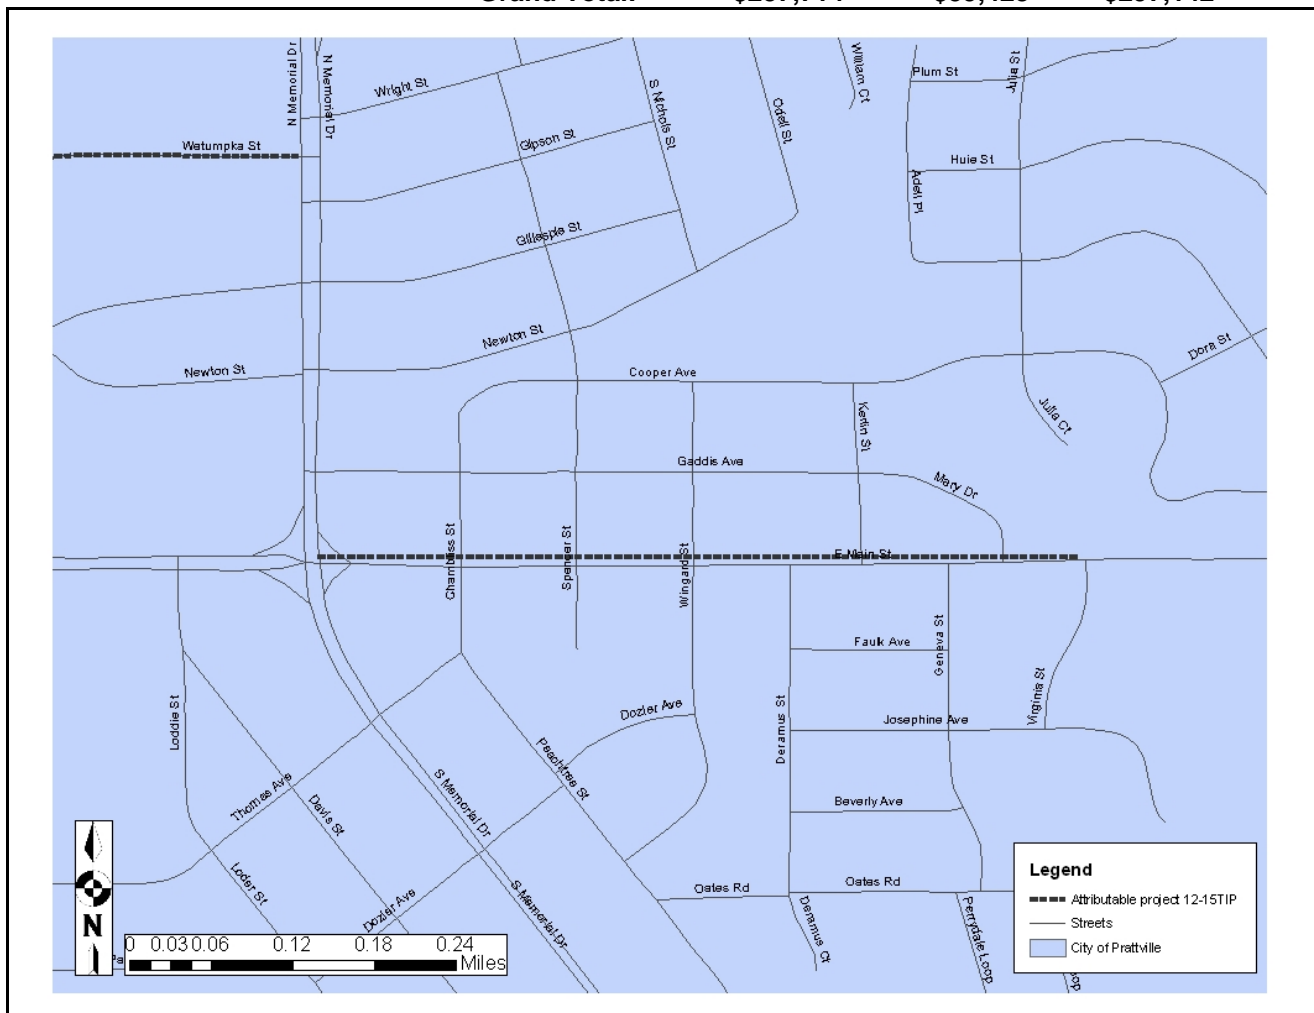 N Memorial Dr
N Memorial Dr
Wright St
S Nichols St
Odell St
William Ct
Plum St
Julia St
Watumpka St
Gipson St
Huie St
Adell Pl
Gillespie St
Newton St
Newton St
Cooper Ave
Dora St
Kerlin St
Julia Ct
Gaddis Ave
Mary Dr
Chambliss St
Spencer St
Wingard St
E Main St
Faulk Ave
Geneva St
Loddie St
Dozier Ave
Deramus St
Josephine Ave
Virginia St
Peachtree St
Thomas Ave
Davis St
S Memorial Dr
Beverly Ave
Loder St
Dozier Ave
S Memorial Dr
Oates Rd
Oates Rd
Deramus Ct
Perrydale Loop
Legend
Attributable project 12-15TIP
Streets
City of Prattville
N
0 0.03 0.06 0.12 0.18 0.24
Miles